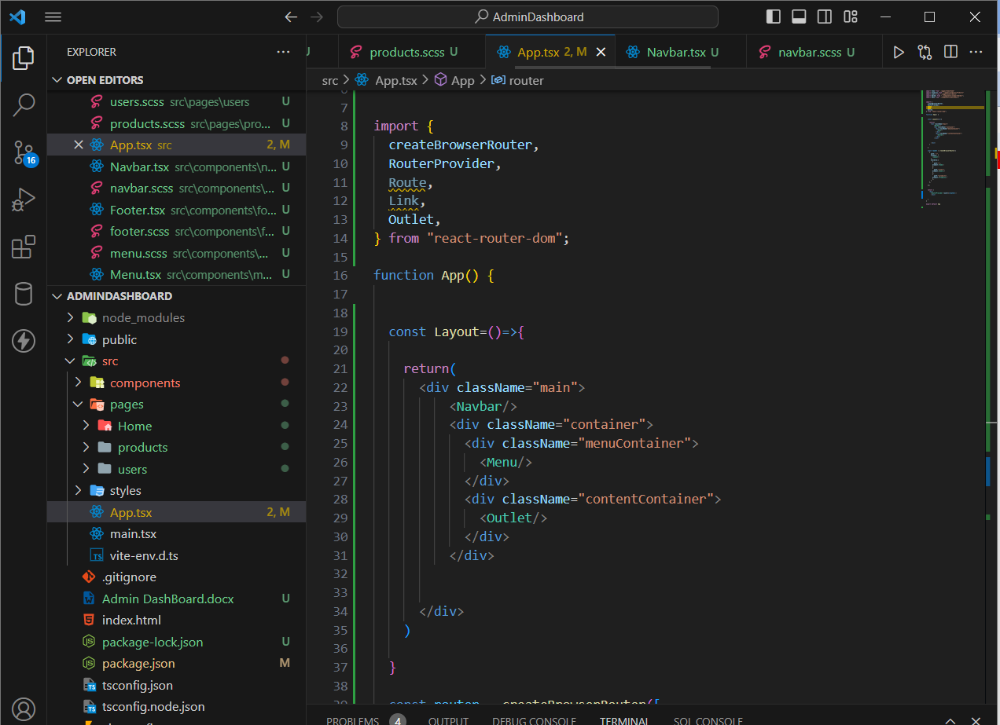 AdminDashboard
EXPLORER
U
products.scss U
App.tsx 2, M
Navbar.tsx U
navbar.scss U
src > App.tsx > App > router
OPEN EDITORS
users.scss src\pages\users U
products.scss src\pages\pro... U
App.tsx src 2, M
Navbar.tsx src\components\n... U
navbar.scss src\components\... U
Footer.tsx src\components\fo... U
footer.scss src\components\f... U
menu.scss src\components\... U
Menu.tsx src\components\m... U
16
ADMINDASHBOARD
node_modules
public
src
components
pages
Home
products
users
styles
App.tsx 2, M
main.tsx
TS vite-env.d.ts
.gitignore
Admin DashBoard.docx U
index.html
package-lock.json U
package.json M
tsconfig.json
tsconfig.node.json
7
8 import {
9 createBrowserRouter,
10 RouterProvider,
11 Route,
12 Link,
13 Outlet,
14 } from "react-router-dom";
15
16 function App() {
17
18
19 const Layout=()=>{
20
21 return(
22 <div className="main">
23 <Navbar/>
24 <div className="container">
25 <div className="menuContainer">
26 <Menu/>
27 </div>
28 <div className="contentContainer">
29 <Outlet/>
30 </div>
31 </div>
32
33
34 </div>
35 )
36
37 }
38
39 const router = createBrowserRouter([
PROBLEMS 4 OUTPUT DEBUG CONSOLE TERMINAL SQL CONSOLE